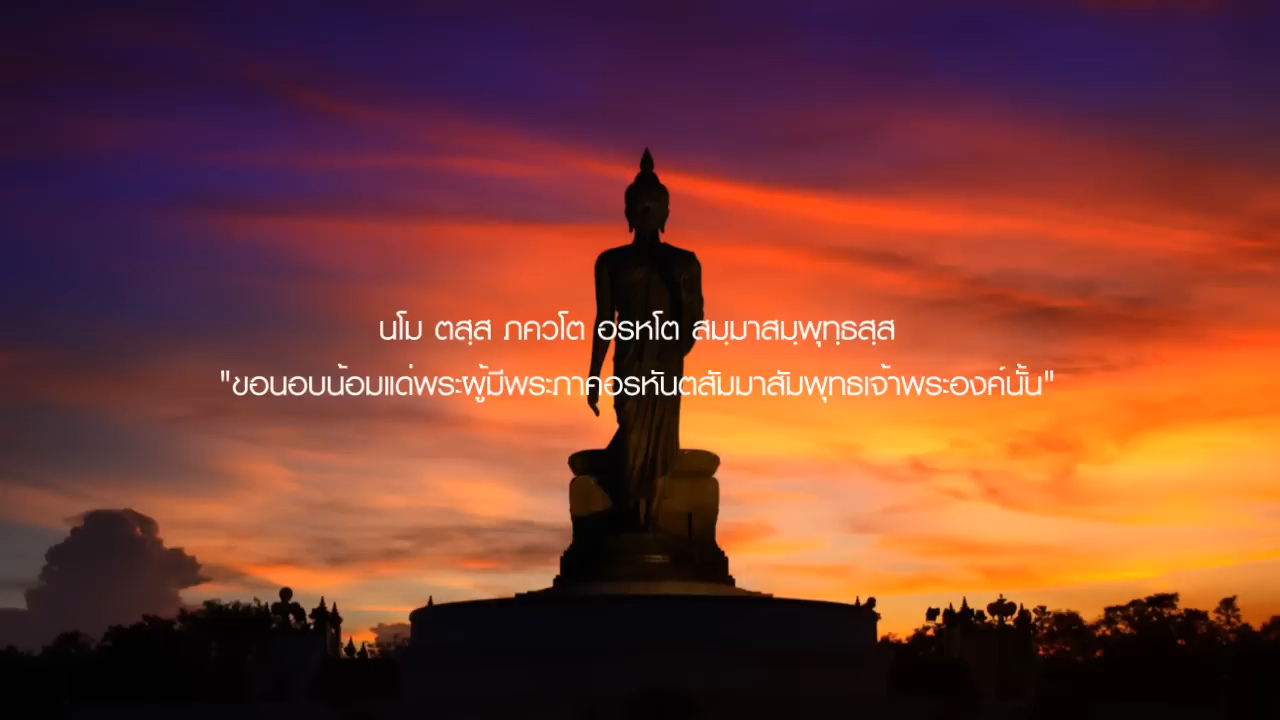 นโม ตสฺส ภควโต อรหโต สมฺมาสมฺพุทฺธสฺส
"ขอนอบน้อมแด่พระผู้มีพระภาคอรหันตสัมมาสัมพุทธเจ้าพระองค์นั้น"